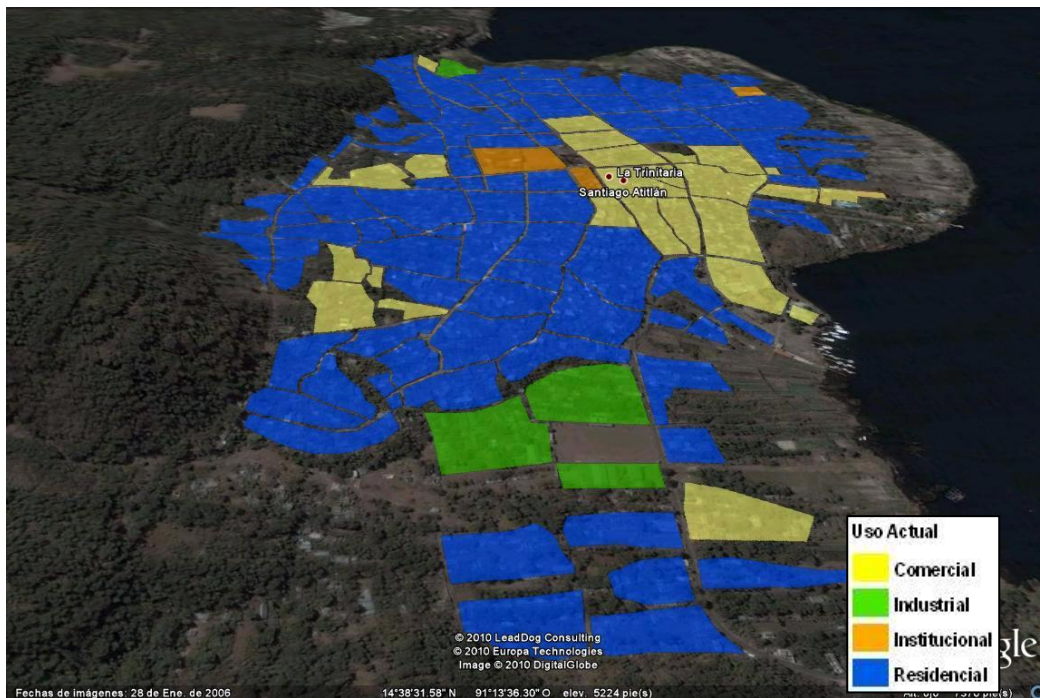 La Trinitaria
Santiago Atitlán
Uso Actual
Comercial
Industrial
Institucional
Residencial
© 2010 LeadDog Consulting
© 2010 Europa Technologies
Image © 2010 DigitalGlobe
Fechas de imágenes: 28 de Ene. de 2006
14°38'31.58" N 91°13'36.30" O elev. 5224 pie(s)